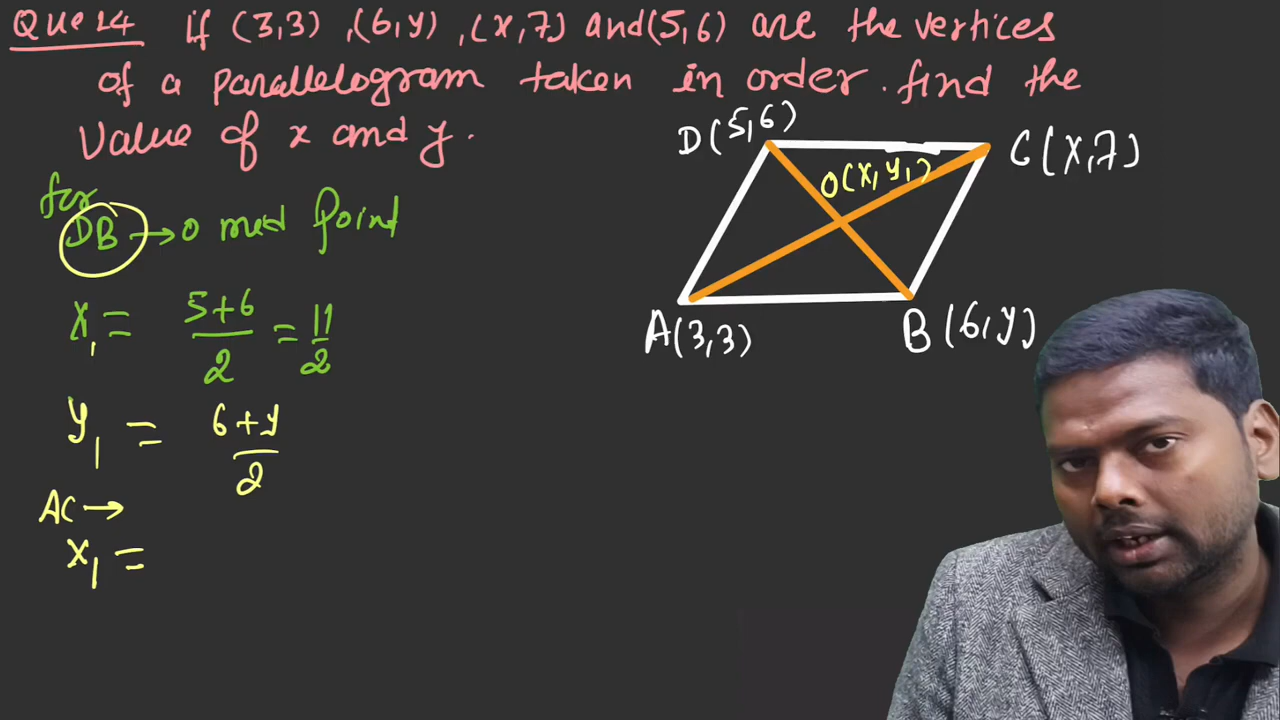 Que 14 If (3,3), (6,y), (x,7) and (5,6) are the vertices
of a parallelogram taken in order. find the
value of x and y.
D(5,6)
C(x,7)
O(x₁ y₁)
A(3,3)
B(6,y)
for
DB → O mid Point
x₁ = 5+6/2 = 11/2
y₁ = 6+y/2
AC →
x₁ =